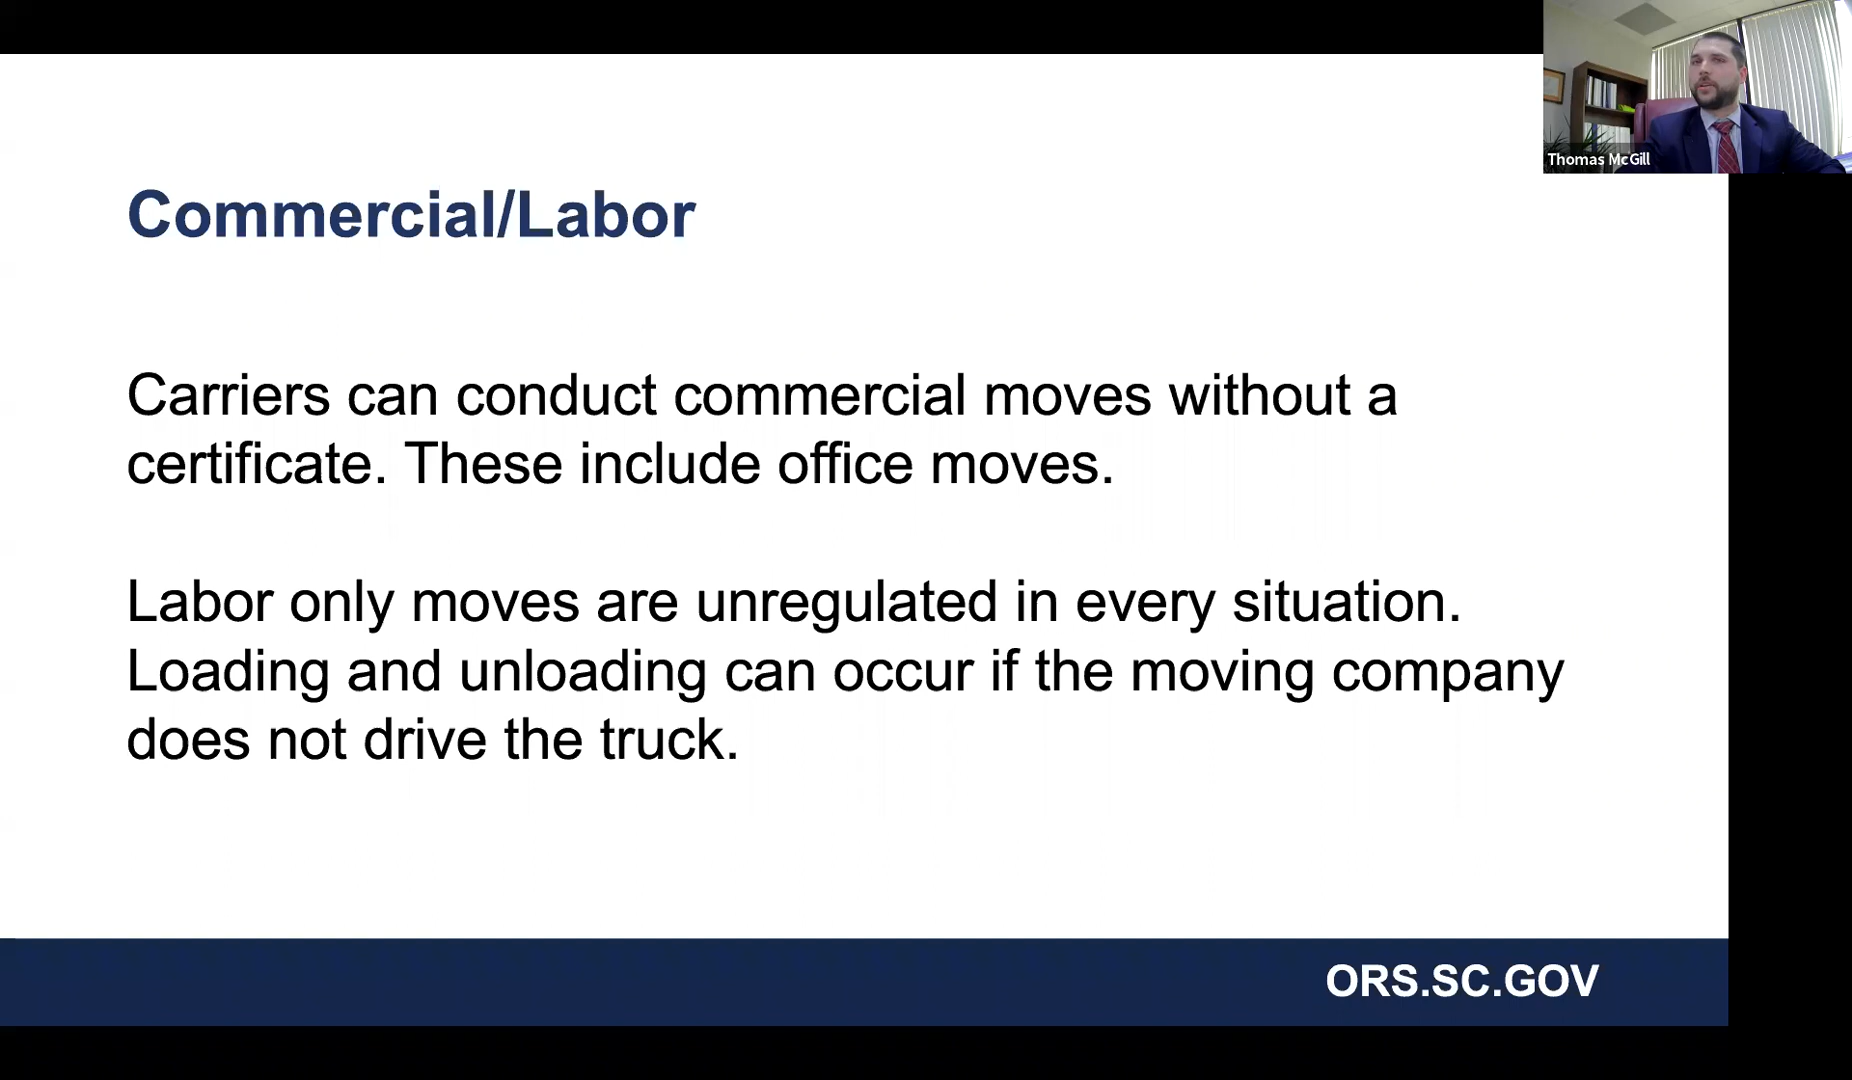 Thomas McGill
Commercial/Labor
Carriers can conduct commercial moves without a
certificate. These include office moves.
Labor only moves are unregulated in every situation.
Loading and unloading can occur if the moving company
does not drive the truck.
ORS.SC.GOV